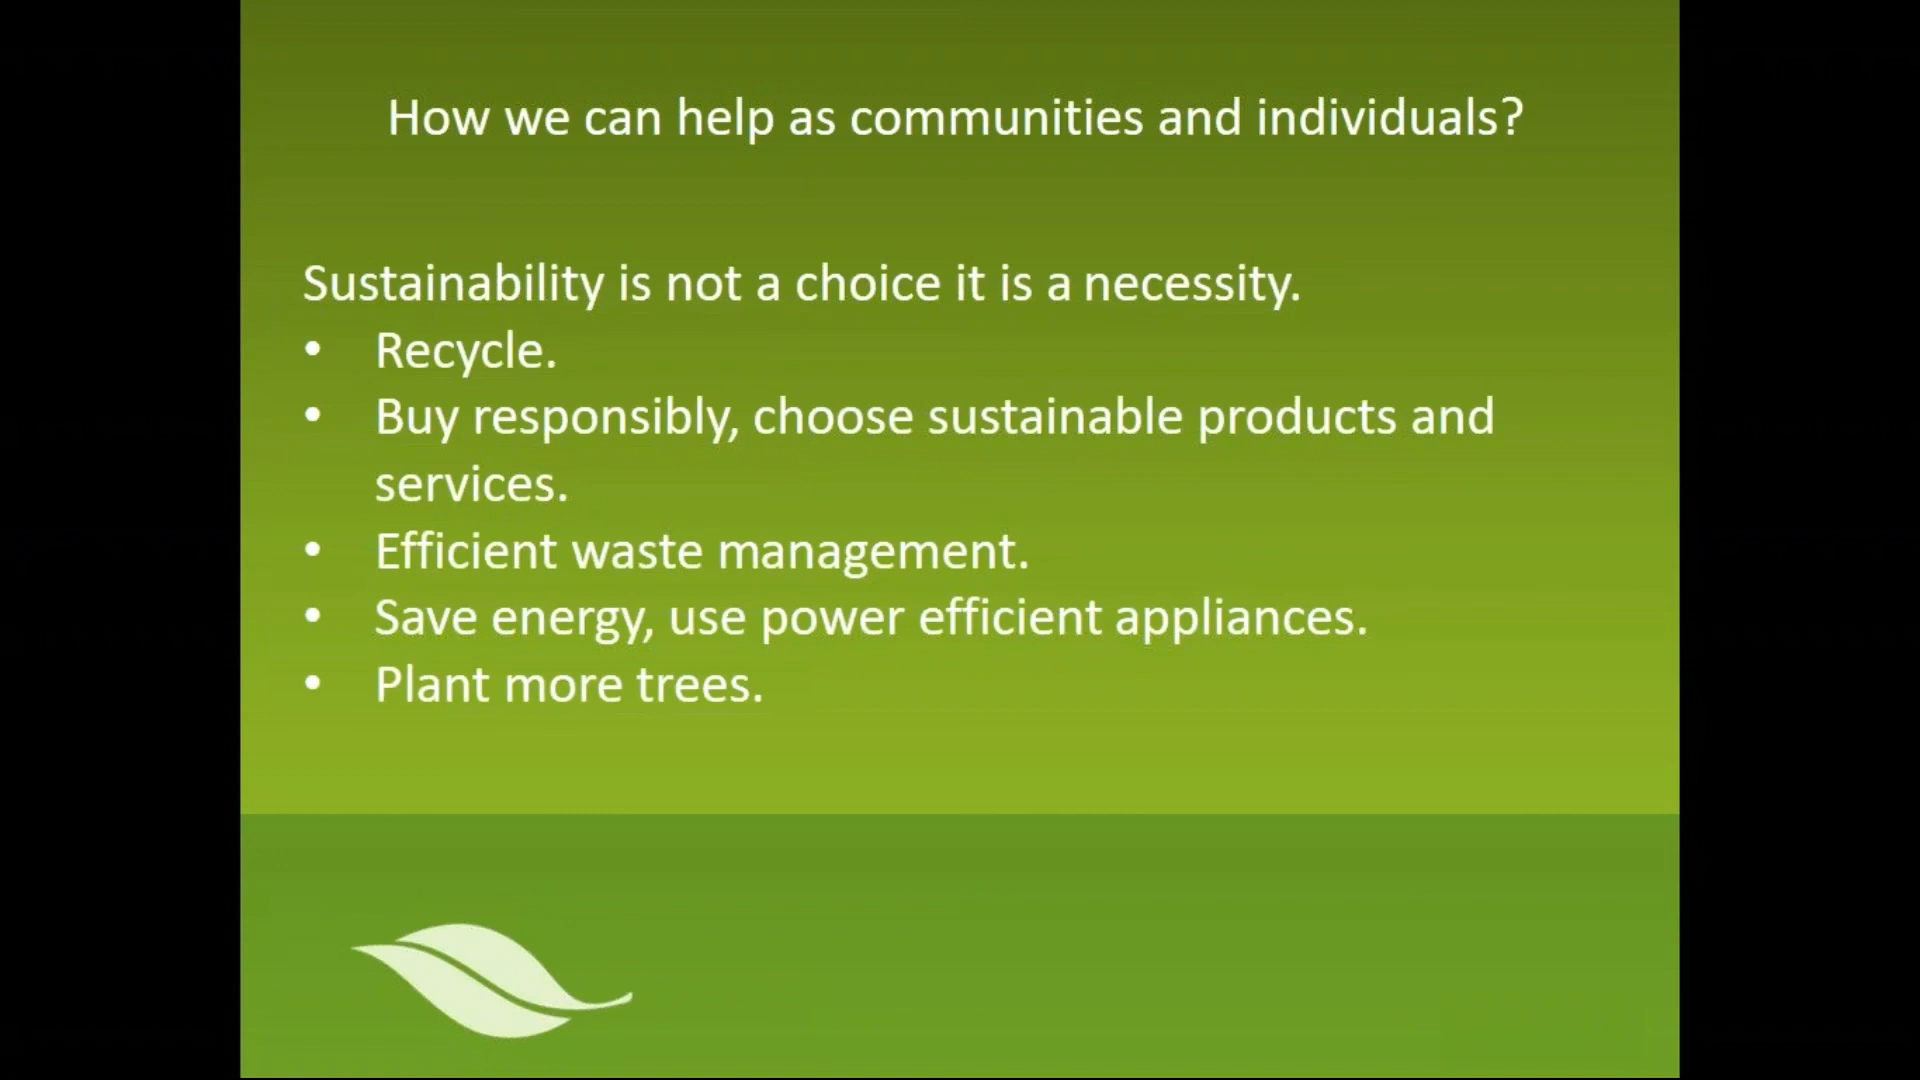 How we can help as communities and individuals?
Sustainability is not a choice it is a necessity.
• Recycle.
• Buy responsibly, choose sustainable products and
services.
• Efficient waste management.
• Save energy, use power efficient appliances.
• Plant more trees.